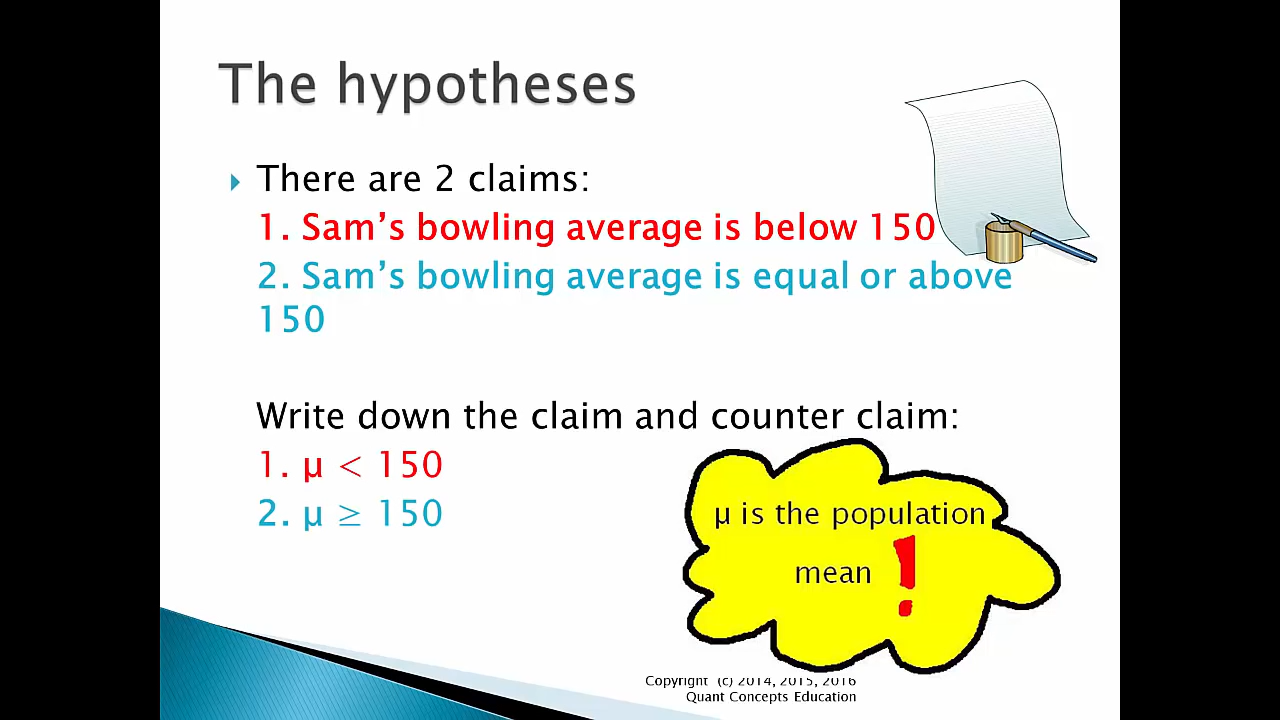 The hypotheses
There are 2 claims:
1. Sam’s bowling average is below 150
2. Sam’s bowling average is equal or above
150
Write down the claim and counter claim:
1. μ < 150
2. μ ≥ 150
μ is the population
mean !
Copyright (c) 2014, 2015, 2016
Quant Concepts Education